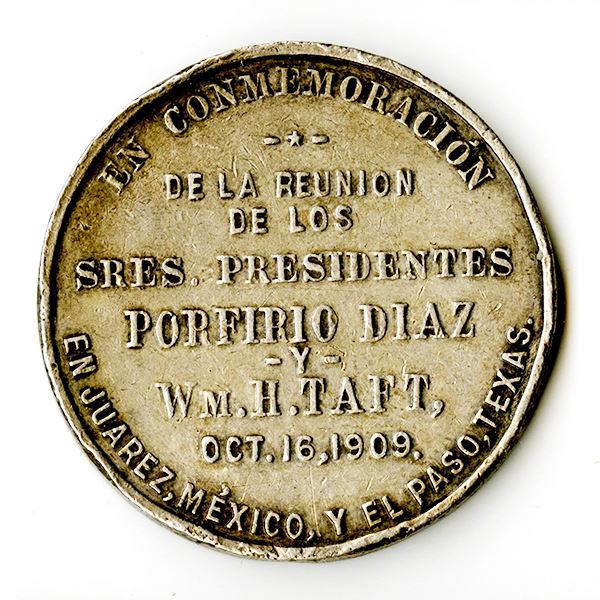 EN CONMEMORACIÓN
DE LA REUNION
DE LOS
SRES. PRESIDENTES
PORFIRIO DIAZ
- Y -
WM. H. TAFT,
OCT. 16, 1909.
EN JUAREZ, MÉXICO, Y EL PASO, TEXAS.